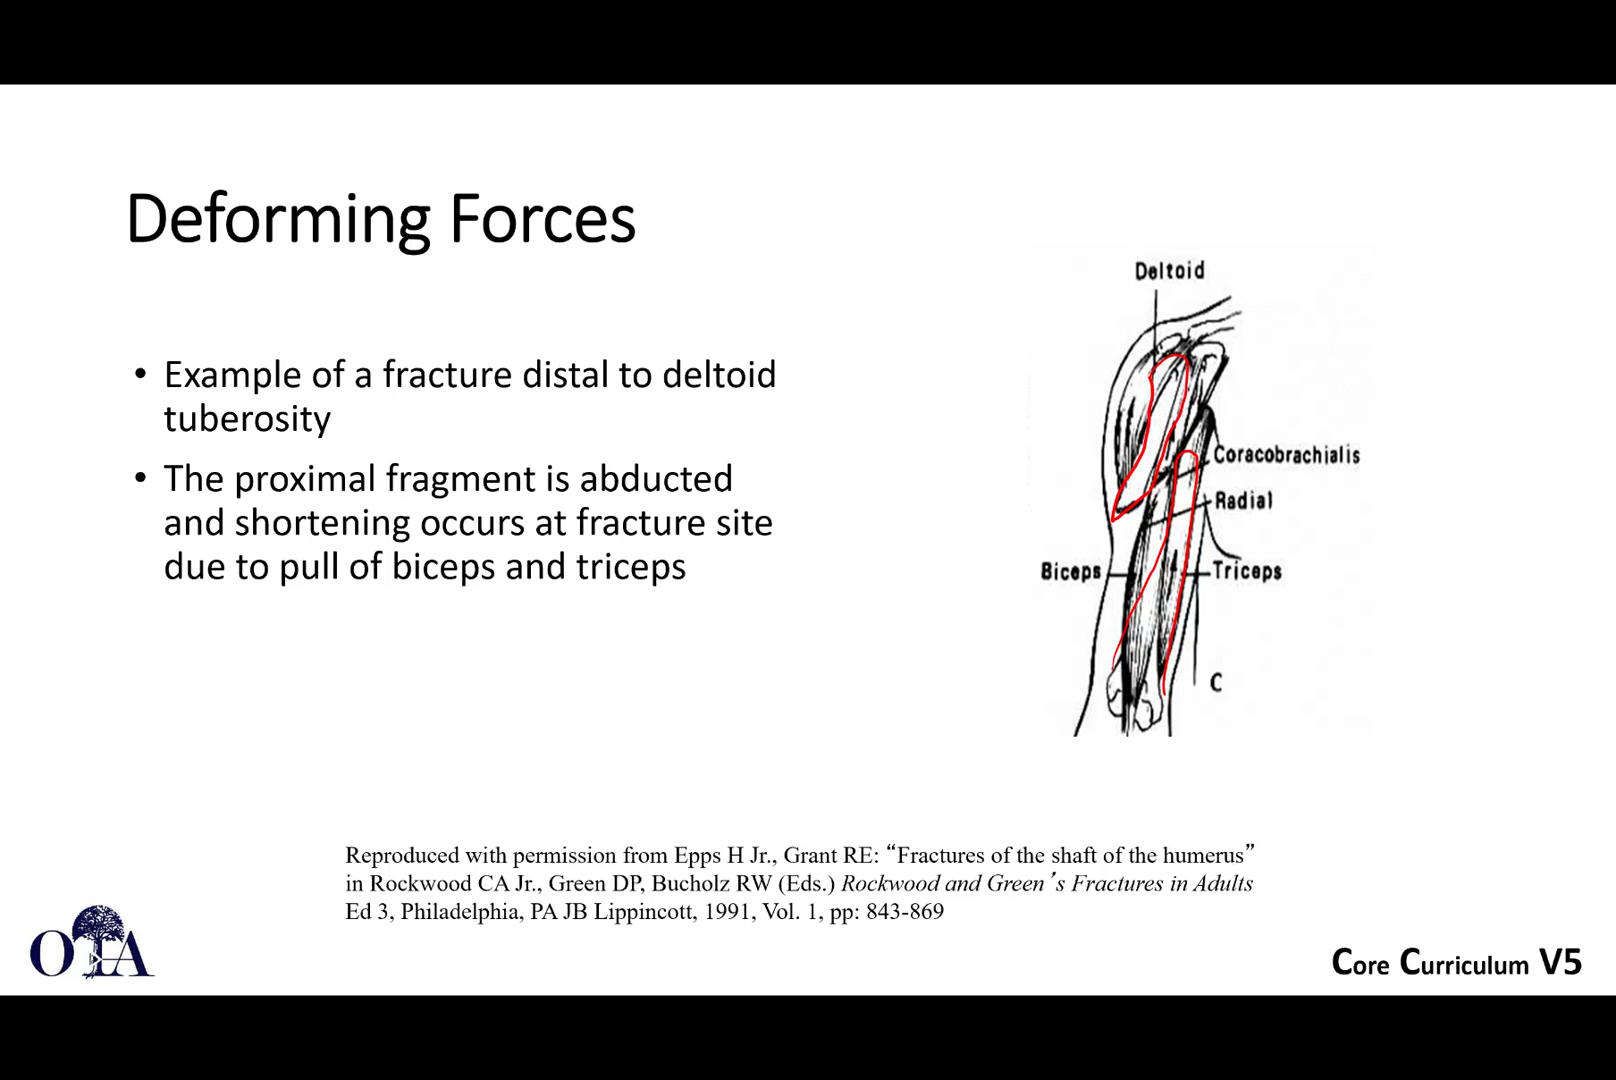 Deforming Forces
• Example of a fracture distal to deltoid
tuberosity
• The proximal fragment is abducted
and shortening occurs at fracture site
due to pull of biceps and triceps
Deltoid
Coracobrachialis
Radial
Biceps
Triceps
C
Reproduced with permission from Epps H Jr., Grant RE: “Fractures of the shaft of the humerus”
in Rockwood CA Jr., Green DP, Bucholz RW (Eds.) Rockwood and Green’s Fractures in Adults
Ed 3, Philadelphia, PA JB Lippincott, 1991, Vol. 1, pp: 843-869
OTA
Core Curriculum V5